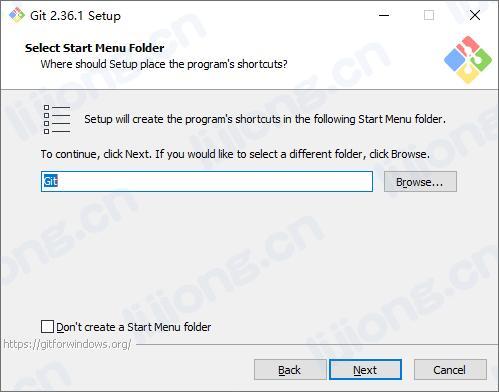 Git 2.36.1 Setup
Select Start Menu Folder
Where should Setup place the program's shortcuts?
Setup will create the program's shortcuts in the following Start Menu folder.
To continue, click Next. If you would like to select a different folder, click Browse.
Git
Browse...
Don't create a Start Menu folder
https://gitforwindows.org/
Back
Next
Cancel
lijiong.cn